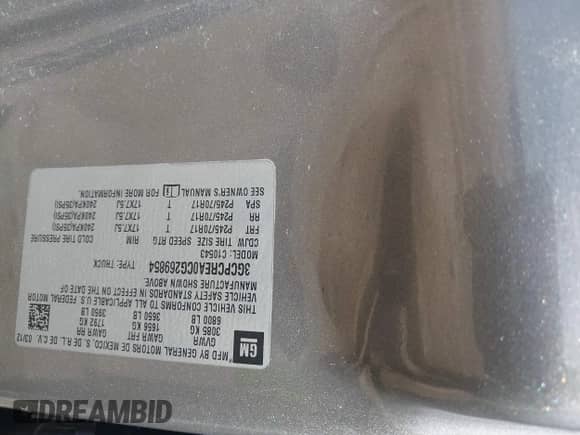 GM
MFD BY GENERAL MOTORS DE MEXICO, S. DE R.L. DE C.V. 03/12
GVWR GAWR FRT GAWR RR
3085 KG 1656 KG 1792 KG
6800 LB 3650 LB 3950 LB
THIS VEHICLE CONFORMS TO ALL APPLICABLE U.S. FEDERAL MOTOR
VEHICLE SAFETY STANDARDS IN EFFECT ON THE DATE OF
MANUFACTURE SHOWN ABOVE.
3GCPCREA0CG269854 TYPE: TRUCK
MODEL: C10543
CDJW TIRE SIZE SPEED RTG RIM COLD TIRE PRESSURE
FRT P245/70R17 T 17X7.5J 240KPA(35PSI)
RR P245/70R17 T 17X7.5J 240KPA(35PSI)
SPA P245/70R17 T 17X7.5J 240KPA(35PSI)
SEE OWNER'S MANUAL FOR MORE INFORMATION.
DREAMBID